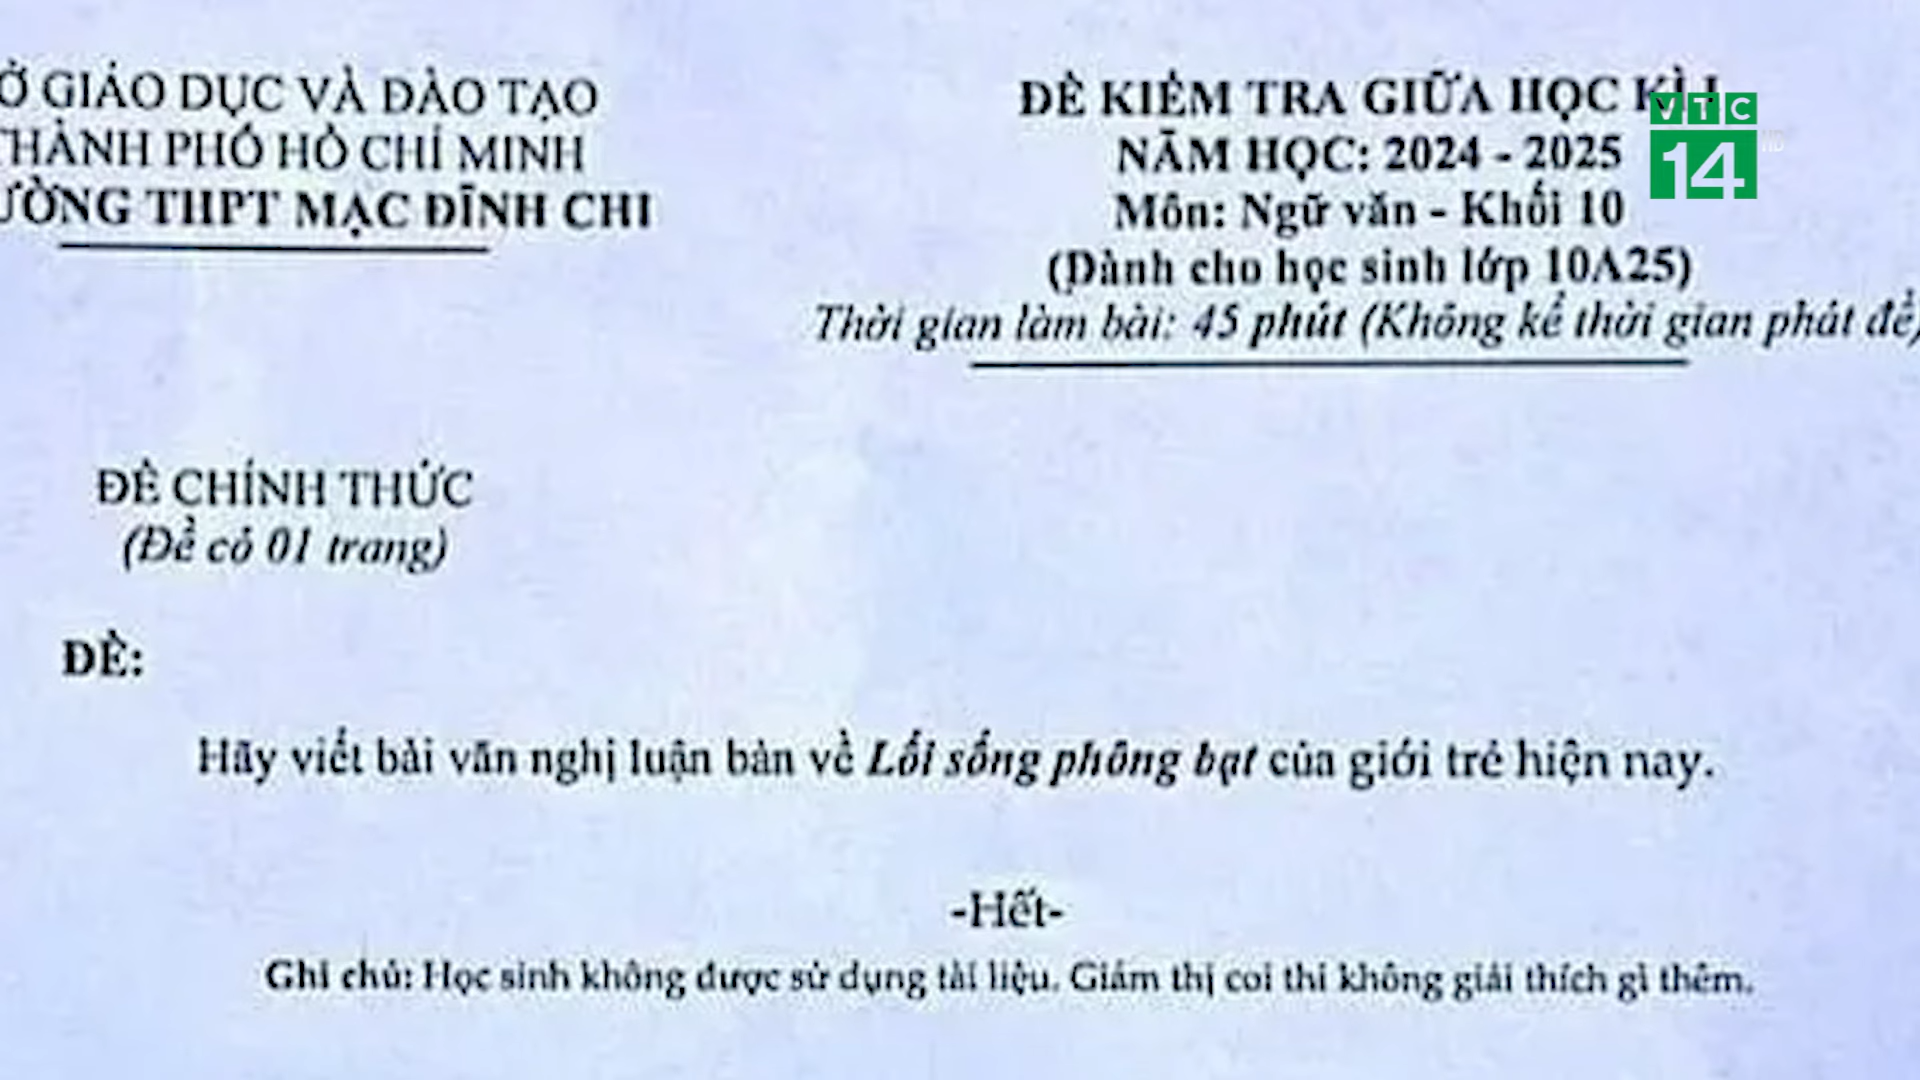 Ở GIÁO DỤC VÀ ĐÀO TẠO
THÀNH PHỐ HỒ CHÍ MINH
ƯỜNG THPT MẠC ĐĨNH CHI
ĐỀ KIỂM TRA GIỮA HỌC KÌ I
NĂM HỌC: 2024 - 2025
Môn: Ngữ văn - Khối 10
(Dành cho học sinh lớp 10A25)
Thời gian làm bài: 45 phút (Không kể thời gian phát đề)
VTC
14
HD
ĐỀ CHÍNH THỨC
(Đề có 01 trang)
ĐỀ:
Hãy viết bài văn nghị luận bàn về Lối sống phông bạt của giới trẻ hiện nay.
-Hết-
Ghi chú: Học sinh không được sử dụng tài liệu. Giám thị coi thi không giải thích gì thêm.